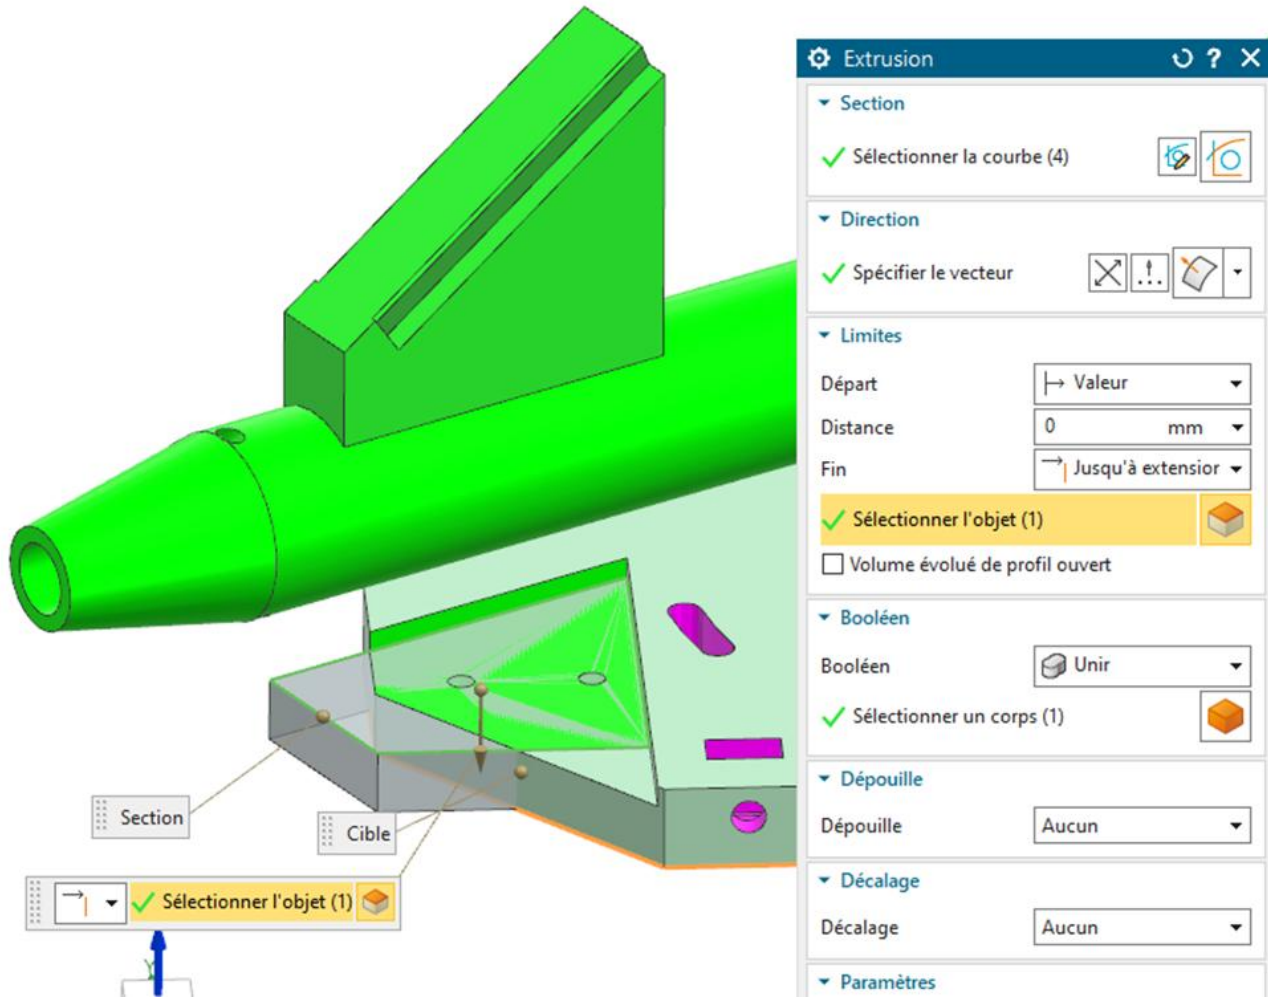 Extrusion
Section
Sélectionner la courbe (4)
Direction
Spécifier le vecteur
Limites
Départ
Valeur
Distance
0 mm
Fin
Jusqu'à extensior
Sélectionner l'objet (1)
Volume évolué de profil ouvert
Booléen
Booléen
Unir
Sélectionner un corps (1)
Dépouille
Dépouille
Aucun
Décalage
Décalage
Aucun
Paramètres
Section
Cible
Sélectionner l'objet (1)
Y